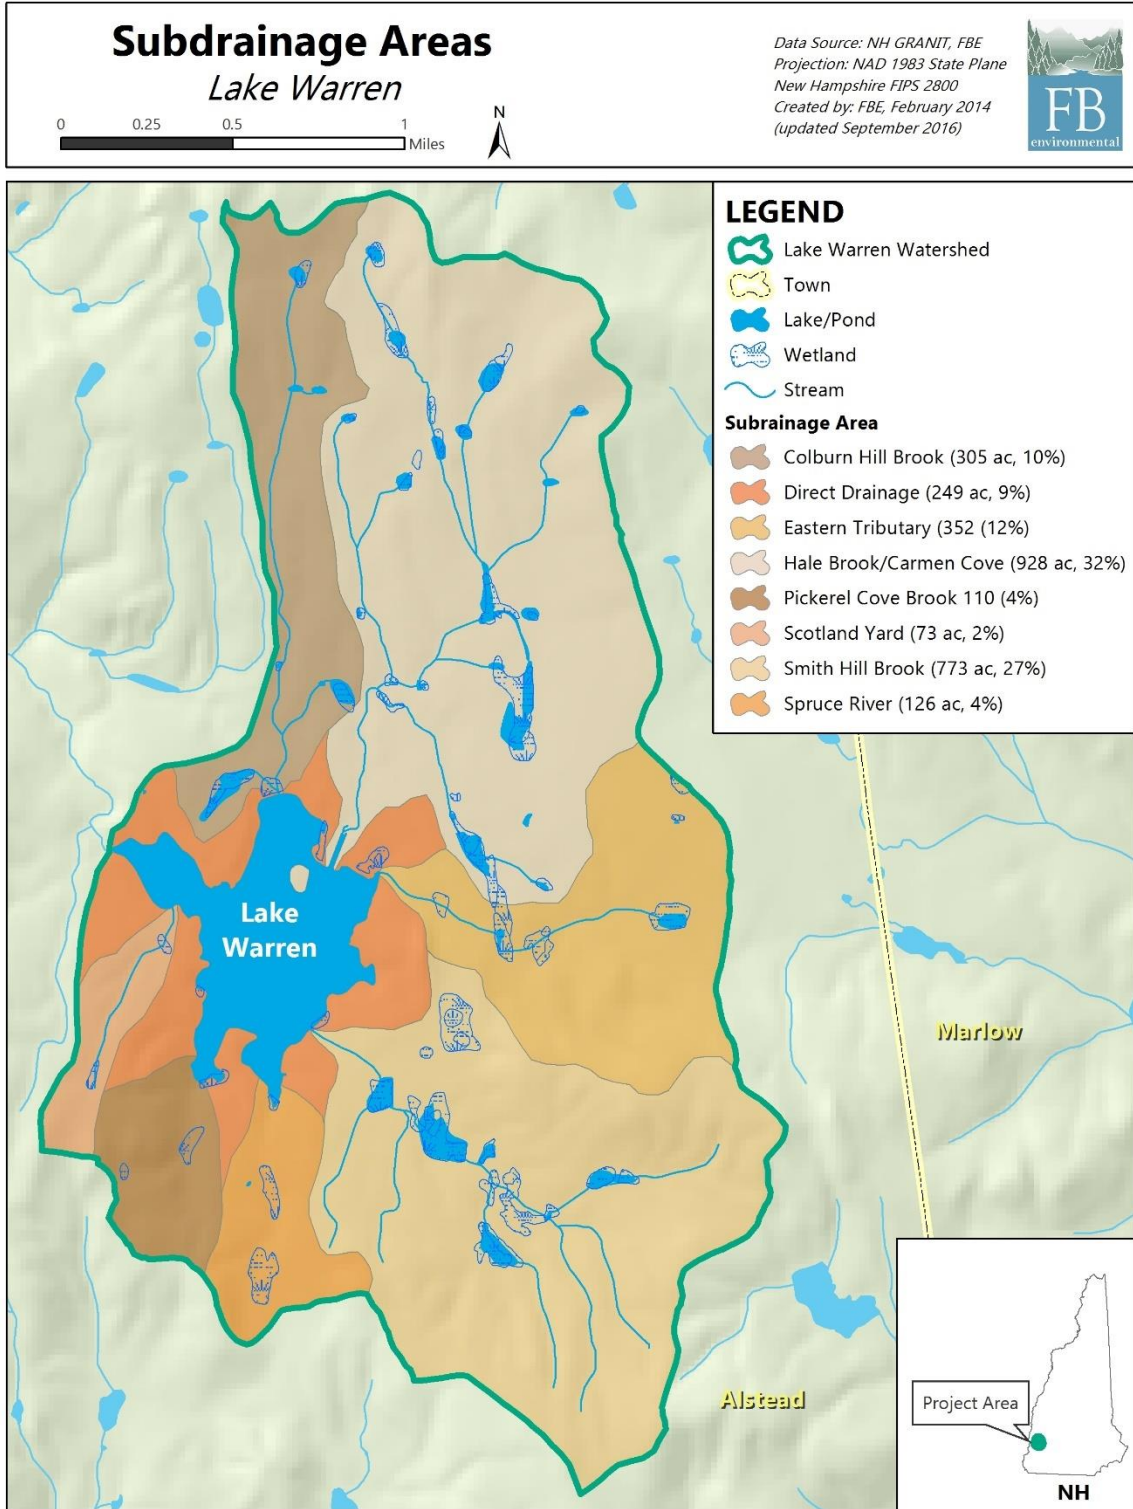 Subdrainage Areas
Lake Warren
0 0.25 0.5 1
Miles
N
Data Source: NH GRANIT, FBE
Projection: NAD 1983 State Plane
New Hampshire FIPS 2800
Created by: FBE, February 2014
(updated September 2016)
FB
environmental
LEGEND
Lake Warren Watershed
Town
Lake/Pond
Wetland
Stream
Subrainage Area
Colburn Hill Brook (305 ac, 10%)
Direct Drainage (249 ac, 9%)
Eastern Tributary (352 (12%)
Hale Brook/Carmen Cove (928 ac, 32%)
Pickerel Cove Brook 110 (4%)
Scotland Yard (73 ac, 2%)
Smith Hill Brook (773 ac, 27%)
Spruce River (126 ac, 4%)
Lake
Warren
Marlow
Alstead
Project Area
NH